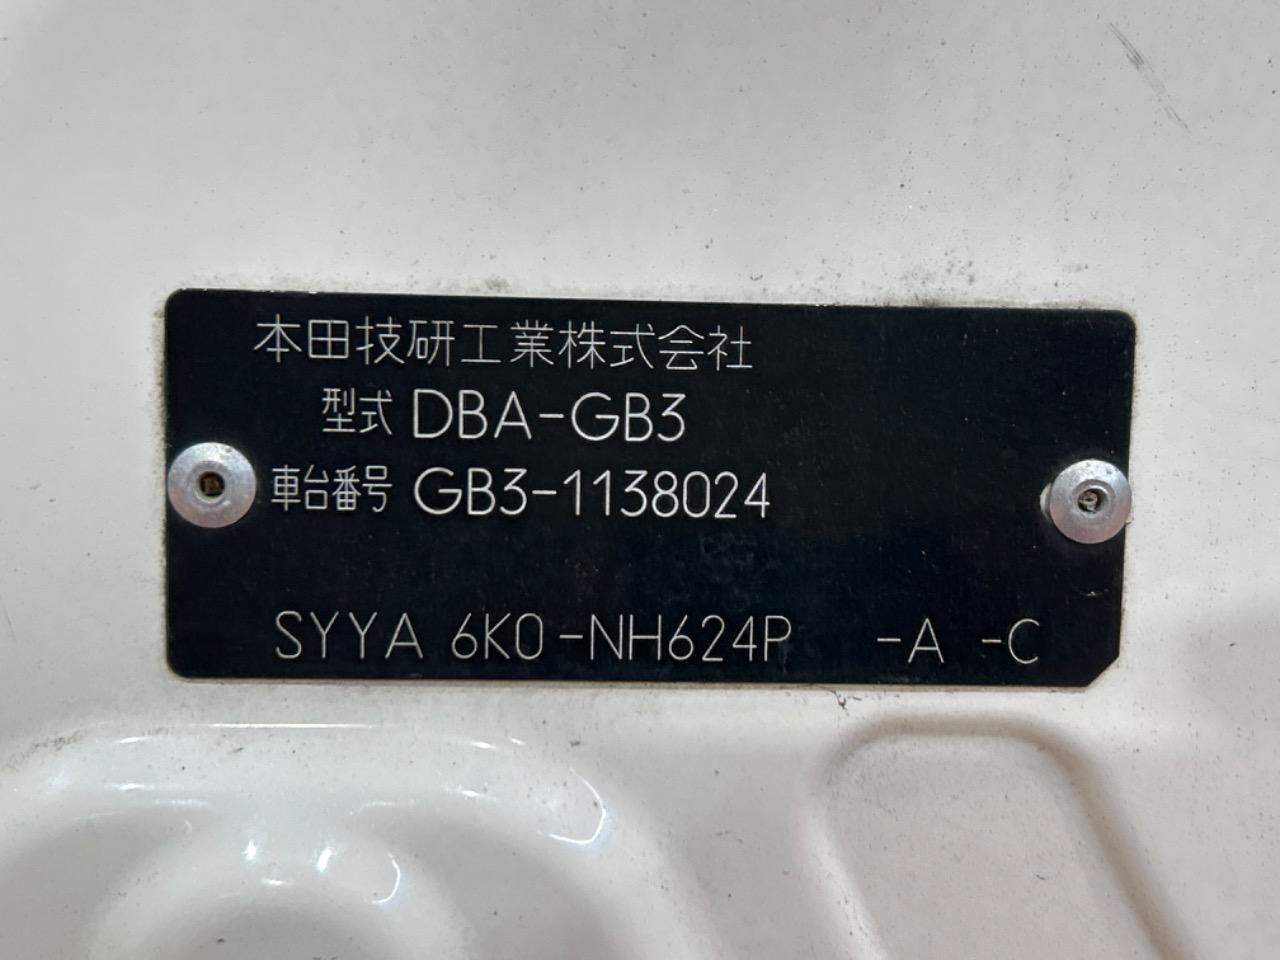 本田技研工業株式会社
型式 DBA-GB3
車台番号 GB3-1138024
SYYA 6K0-NH624P -A -C